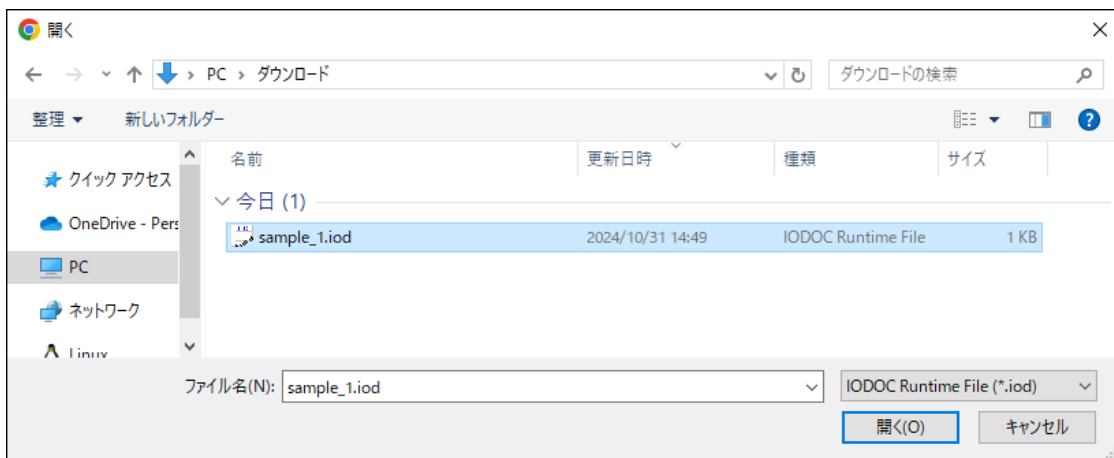 開く
PC › ダウンロード
ダウンロードの検索
整理
新しいフォルダー
名前 更新日時 種類 サイズ
クイック アクセス
今日 (1)
OneDrive - Pers
sample_1.iod 2024/10/31 14:49 IODOC Runtime File 1 KB
PC
ネットワーク
Linux
ファイル名(N): sample_1.iod IODOC Runtime File (*.iod)
開く(O) キャンセル